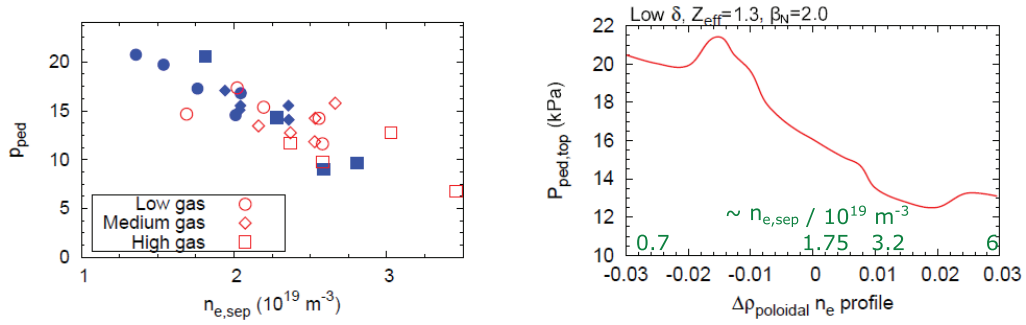 20
15
10
5
0
p_ped
Low gas
Medium gas
High gas
1
2
3
n_e,sep (10^19 m^-3)
Low δ, Z_eff=1.3, β_N=2.0
22
20
18
16
14
12
10
P_ped,top (kPa)
~ n_e,sep / 10^19 m^-3
0.7 1.75 3.2 6
-0.03 -0.02 -0.01 0 0.01 0.02 0.03
Δρ_poloidal n_e profile